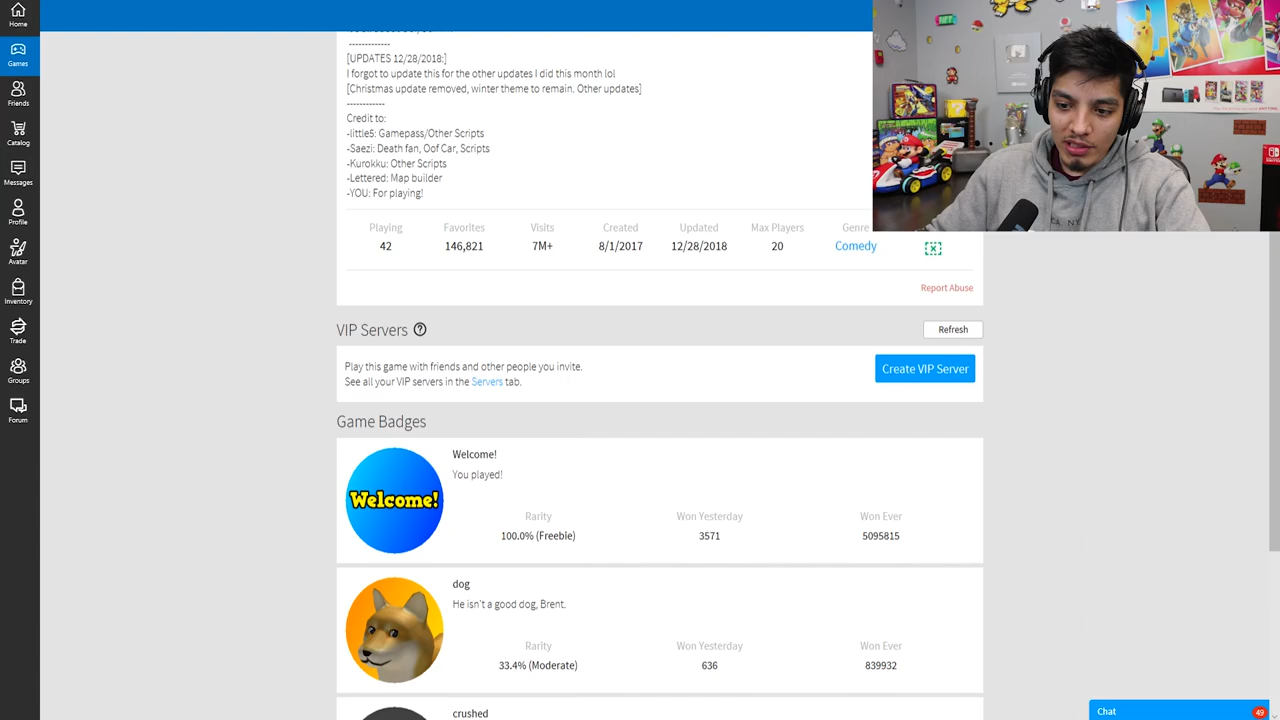 Home
Games
Friends
Catalog
Messages
Profile
Avatar
Inventory
Trade
Groups
Forum
-------------
[UPDATES 12/28/2018:]
I forgot to update this for the other updates I did this month lol
[Christmas update removed, winter theme to remain. Other updates]
------------
Credit to:
-little5: Gamepass/Other Scripts
-Saezi: Death fan, Oof Car, Scripts
-Kurokku: Other Scripts
-Lettered: Map builder
-YOU: For playing!
Playing Favorites Visits Created Updated Max Players Genre
42 146,821 7M+ 8/1/2017 12/28/2018 20 Comedy
Report Abuse
VIP Servers
Refresh
Play this game with friends and other people you invite.
See all your VIP servers in the Servers tab.
Create VIP Server
Game Badges
Welcome!
Welcome!
You played!
Rarity Won Yesterday Won Ever
100.0% (Freebie) 3571 5095815
dog
He isn't a good dog, Brent.
Rarity Won Yesterday Won Ever
33.4% (Moderate) 636 839932
crushed
Chat 49